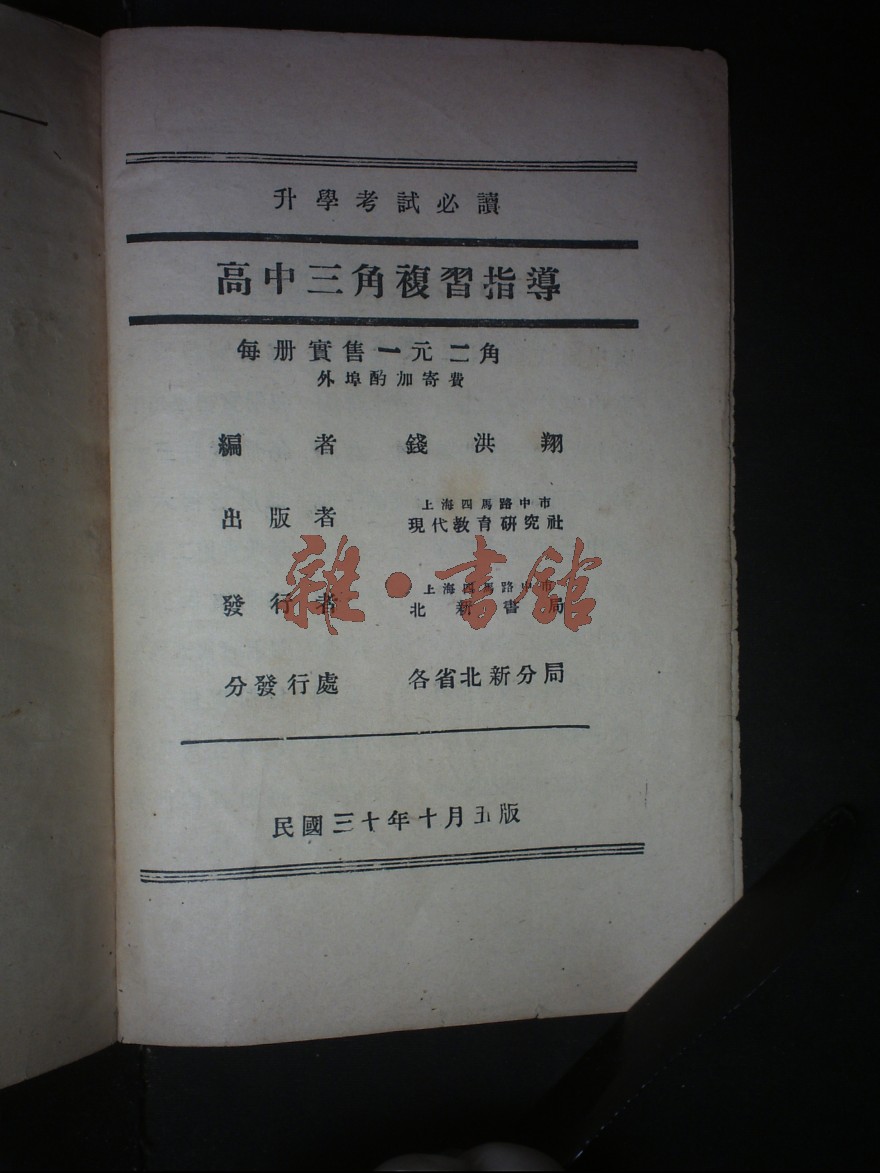 升學考試必讀
高中三角複習指導
每册實售一元二角
外埠酌加寄費
編者 錢洪翔
出版者 上海四馬路中市
現代教育研究社
發行者 上海四馬路中市
北新書局
分發行處 各省北新分局
民國三十年十月五版
雜·書館